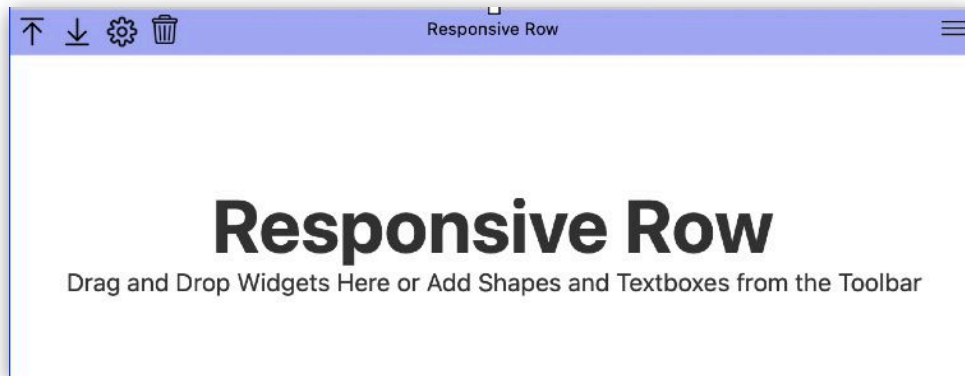 Responsive Row
Responsive Row
Drag and Drop Widgets Here or Add Shapes and Textboxes from the Toolbar